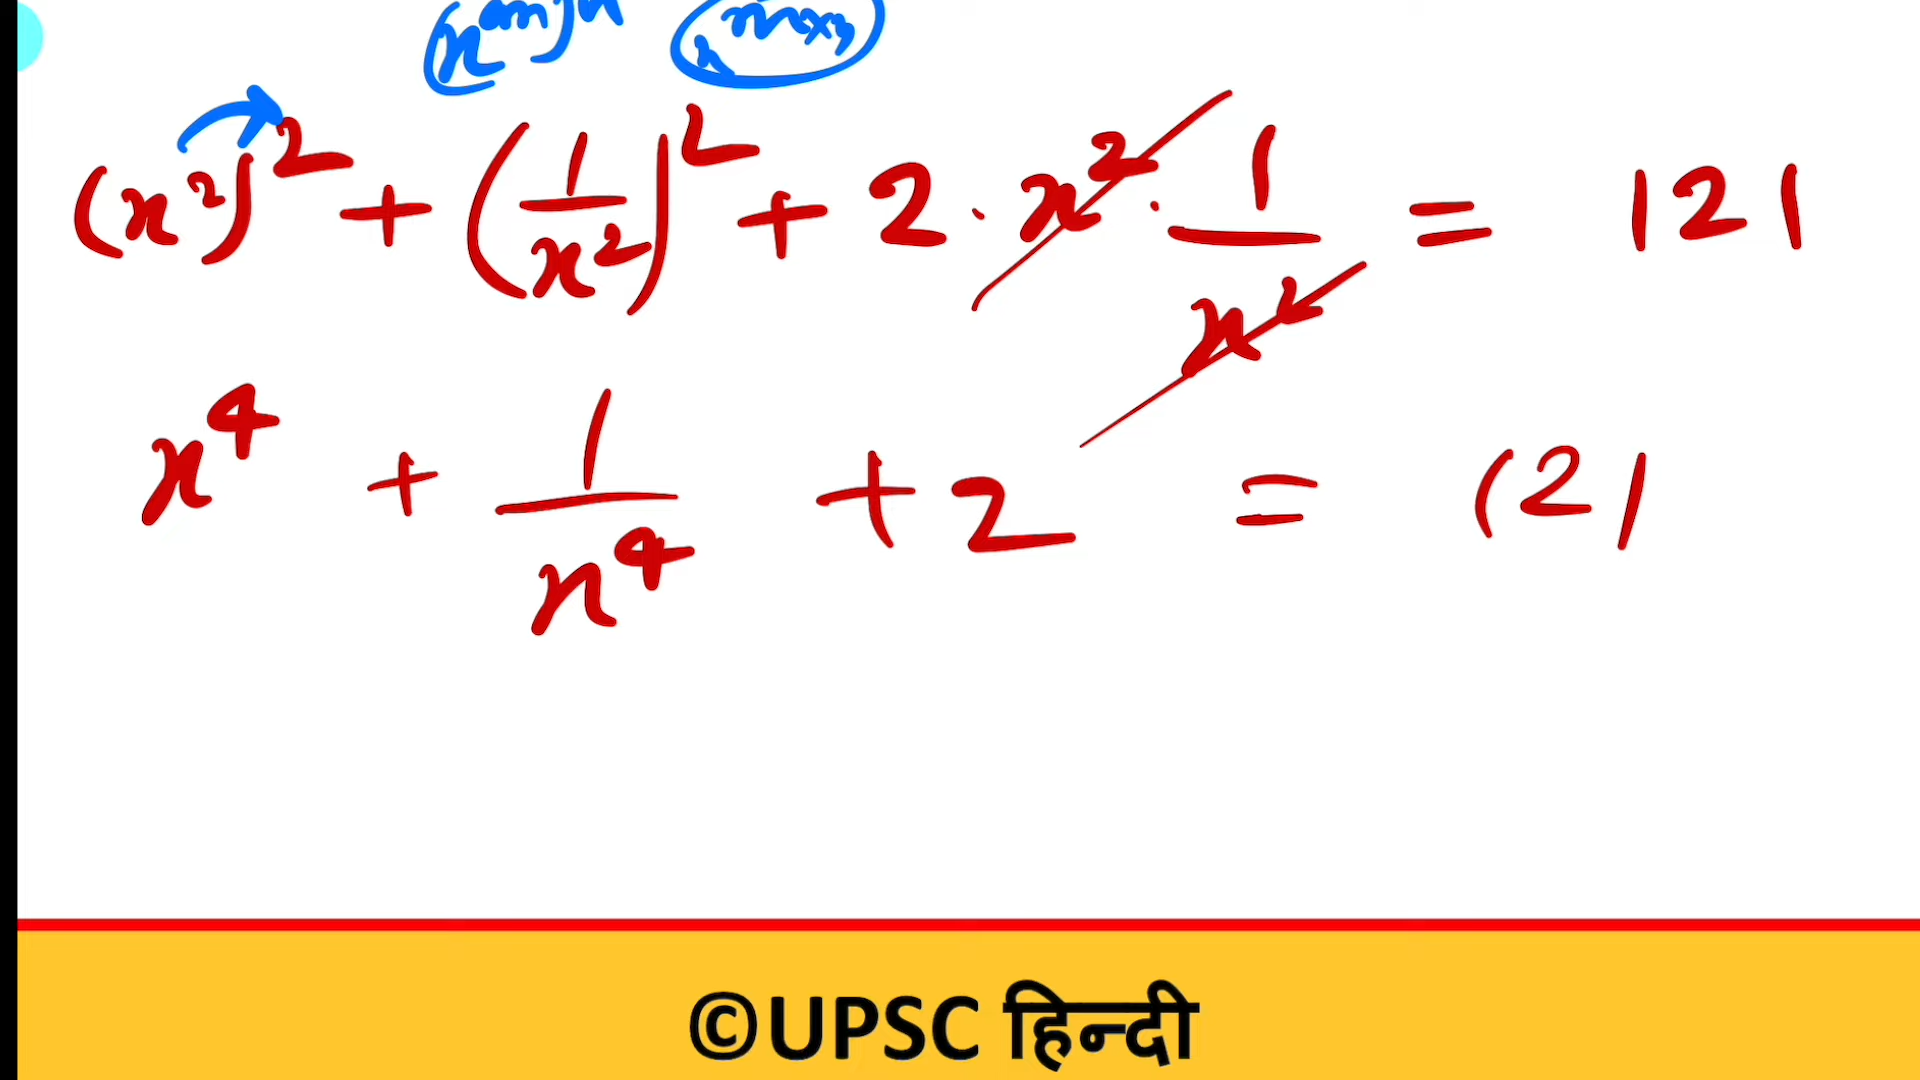 (x^m)^n x^{m×n}
(x²)² + (1/x²)² + 2 · x² · 1/x² = 121
x⁴ + 1/x⁴ + 2 = 121
©UPSC हिन्दी